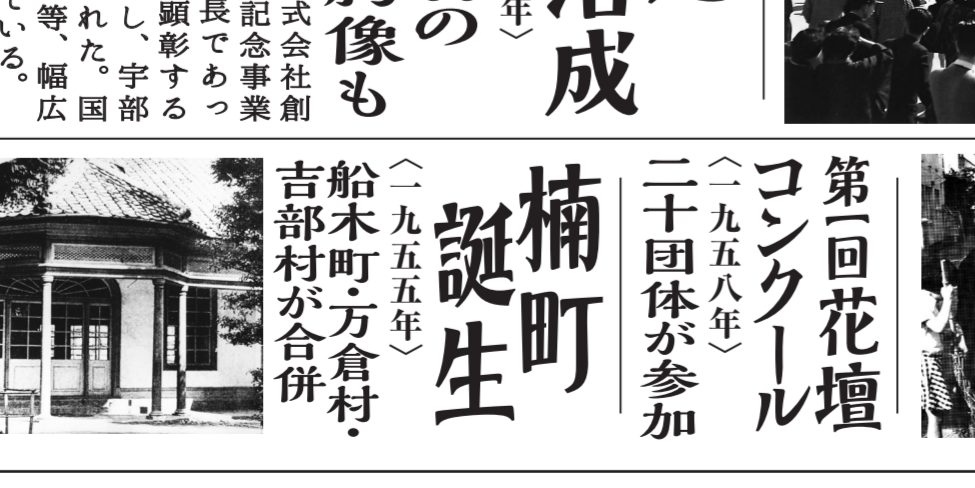 成
年〉
の
像も
式会社創
記念事業
長であっ
顕彰する
し、宇部
れた。国
等、幅広
いる。
第一回花壇
コンクール
〈一九五八年〉
二十団体が参加
楠町
誕生
〈一九五五年〉
船木町・万倉村・
吉部村が合併